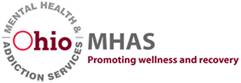 MENTAL HEALTH &
ADDICTION SERVICES
Ohio MHAS
Promoting wellness and recovery